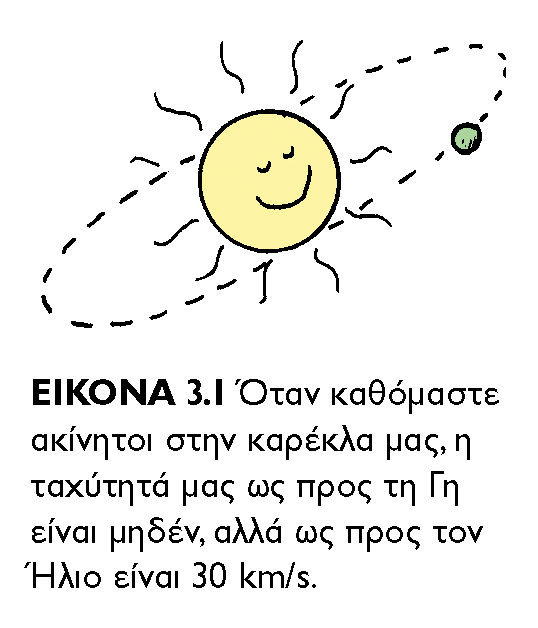 ΕΙΚΟΝΑ 3.1 Όταν καθόμαστε
ακίνητοι στην καρέκλα μας, η
ταχύτητά μας ως προς τη Γη
είναι μηδέν, αλλά ως προς τον
Ήλιο είναι 30 km/s.